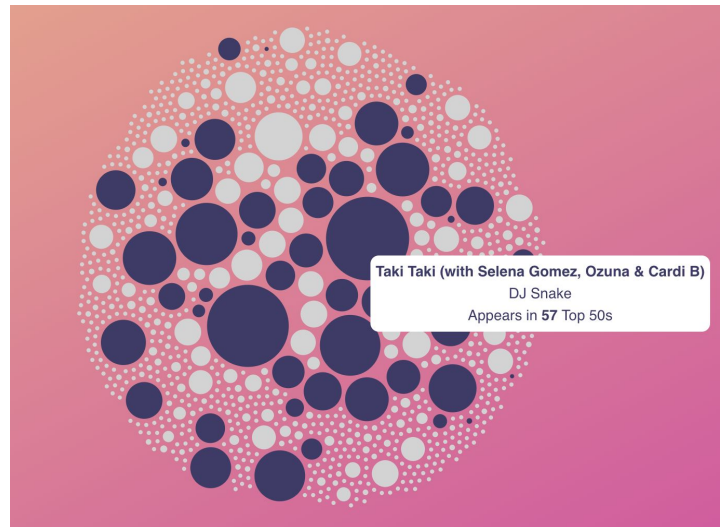 Taki Taki (with Selena Gomez, Ozuna & Cardi B)
DJ Snake
Appears in 57 Top 50s